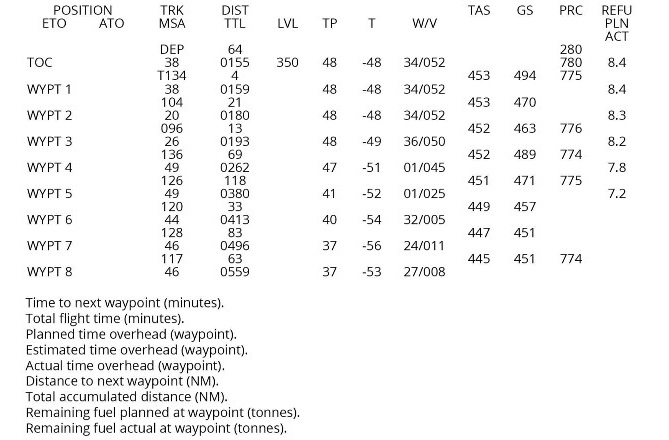 POSITION TRK DIST TAS GS PRC REFU
ETO ATO MSA TTL LVL TP T W/V PLN
ACT
DEP 64 280
TOC 38 0155 350 48 -48 34/052 780 8.4
T134 4 453 494 775
WYPT 1 38 0159 48 -48 34/052 8.4
104 21 453 470
WYPT 2 20 0180 48 -48 34/052 8.3
096 13 452 463 776
WYPT 3 26 0193 48 -49 36/050 8.2
136 69 452 489 774
WYPT 4 49 0262 47 -51 01/045 7.8
126 118 451 471 775
WYPT 5 49 0380 41 -52 01/025 7.2
120 33 449 457
WYPT 6 44 0413 40 -54 32/005
128 83 447 451
WYPT 7 46 0496 37 -56 24/011
117 63 445 451 774
WYPT 8 46 0559 37 -53 27/008
Time to next waypoint (minutes).
Total flight time (minutes).
Planned time overhead (waypoint).
Estimated time overhead (waypoint).
Actual time overhead (waypoint).
Distance to next waypoint (NM).
Total accumulated distance (NM).
Remaining fuel planned at waypoint (tonnes).
Remaining fuel actual at waypoint (tonnes).